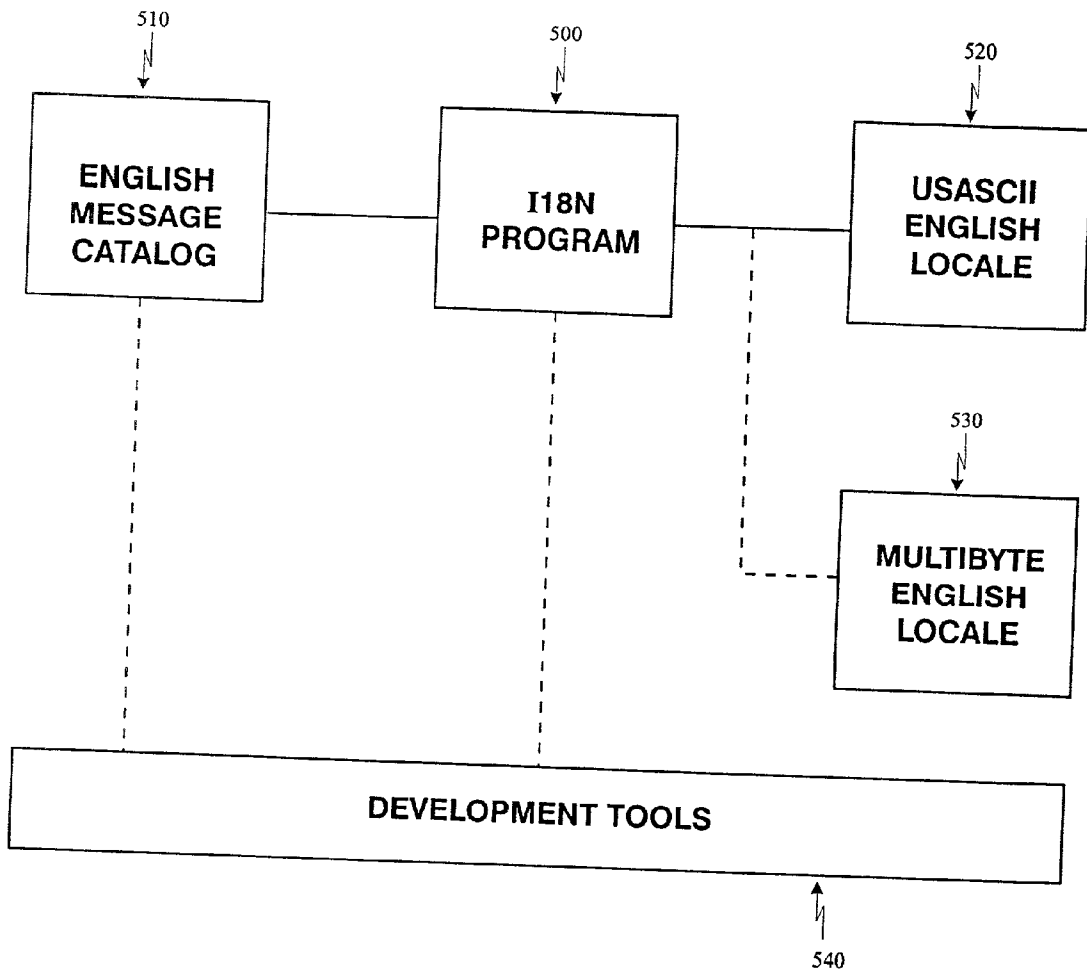 510
500
520
ENGLISH
MESSAGE
CATALOG
I18N
PROGRAM
USASCII
ENGLISH
LOCALE
530
MULTIBYTE
ENGLISH
LOCALE
DEVELOPMENT TOOLS
540